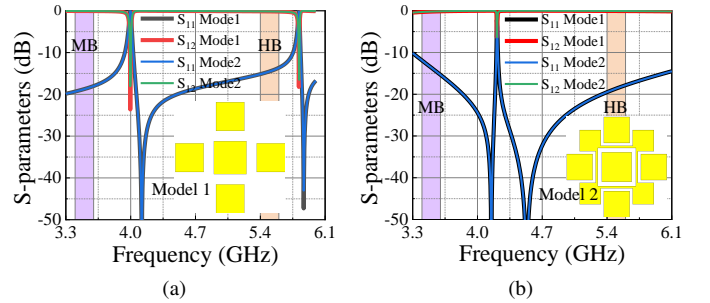 0
-10
-20
-30
-40
-50
S-parameters (dB)
MB
HB
S11 Mode1
S12 Mode1
S11 Mode2
S12 Mode2
Model 1
3.3 4.0 4.7 5.4 6.1
Frequency (GHz)
(a)
0
-10
-20
-30
-40
-50
S-parameters (dB)
MB
HB
S11 Mode1
S12 Mode1
S11 Mode2
S12 Mode2
Model 2
3.3 4.0 4.7 5.4 6.1
Frequency (GHz)
(b)